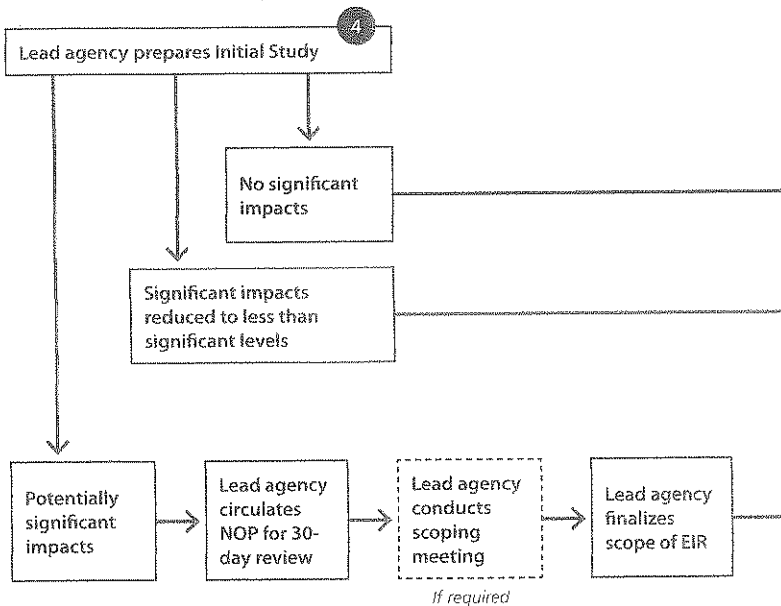 4
Lead agency prepares Initial Study
No significant
impacts
Significant impacts
reduced to less than
significant levels
Potentially
significant
impacts
Lead agency
circulates
NOP for 30-
day review
Lead agency
conducts
scoping
meeting
If required
Lead agency
finalizes
scope of EIR